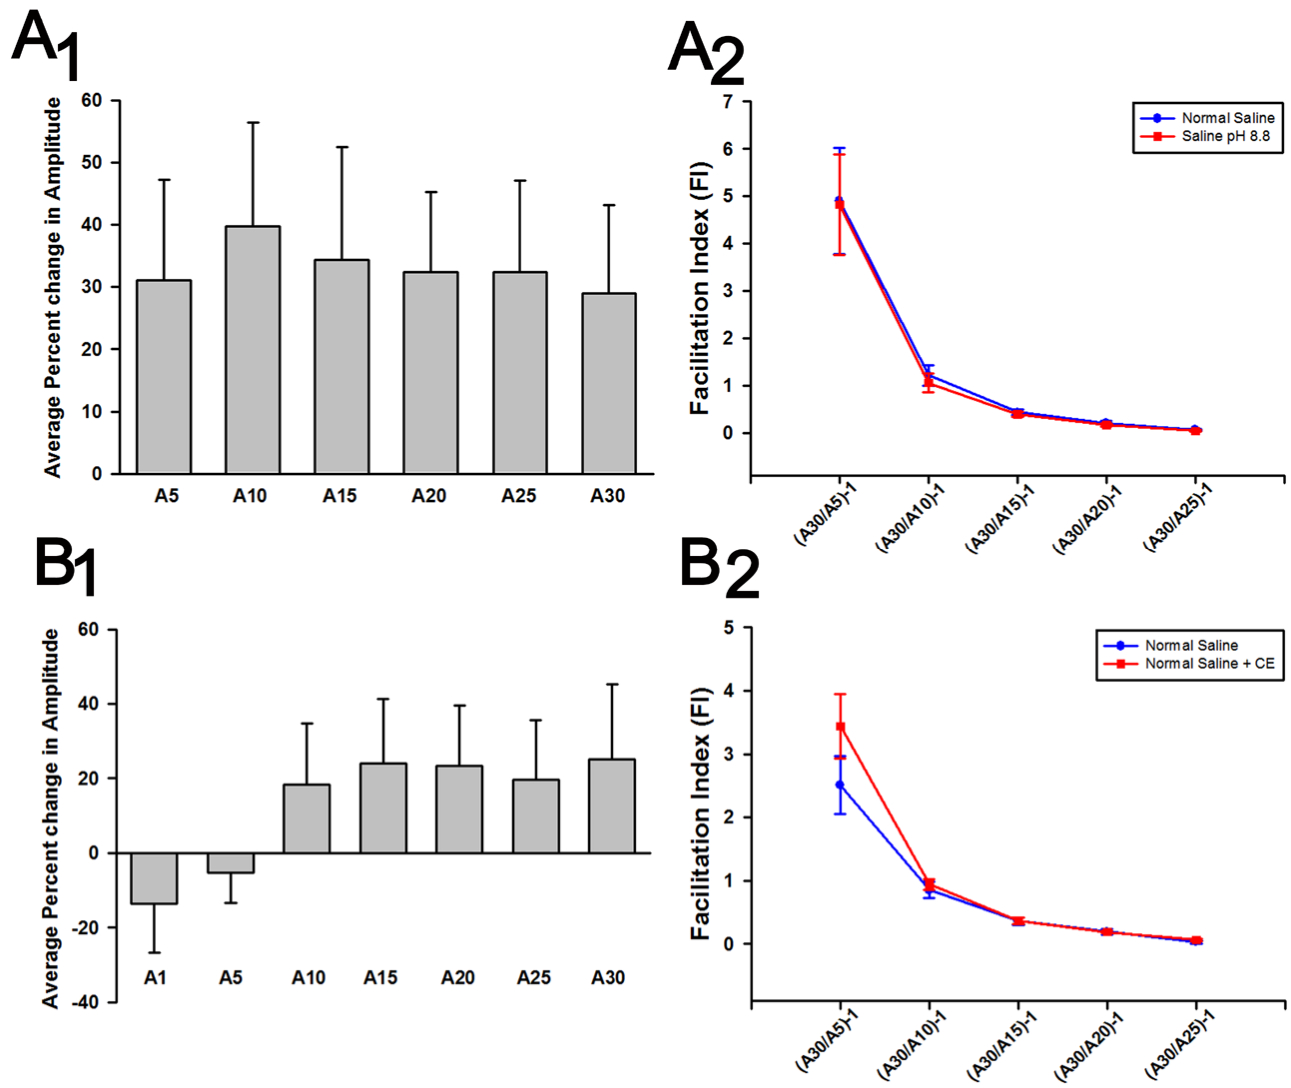 A1
Average Percent change in Amplitude
60
50
40
30
20
10
0
A5 A10 A15 A20 A25 A30
A2
Facilitation Index (FI)
7
6
5
4
3
2
1
0
Normal Saline
Saline pH 8.8
(A30/A5)-1 (A30/A10)-1 (A30/A15)-1 (A30/A20)-1 (A30/A25)-1
B1
Average Percent change in Amplitude
60
40
20
0
-20
-40
A1 A5 A10 A15 A20 A25 A30
B2
Facilitation Index (FI)
5
4
3
2
1
0
Normal Saline
Normal Saline + CE
(A30/A5)-1 (A30/A10)-1 (A30/A15)-1 (A30/A20)-1 (A30/A25)-1